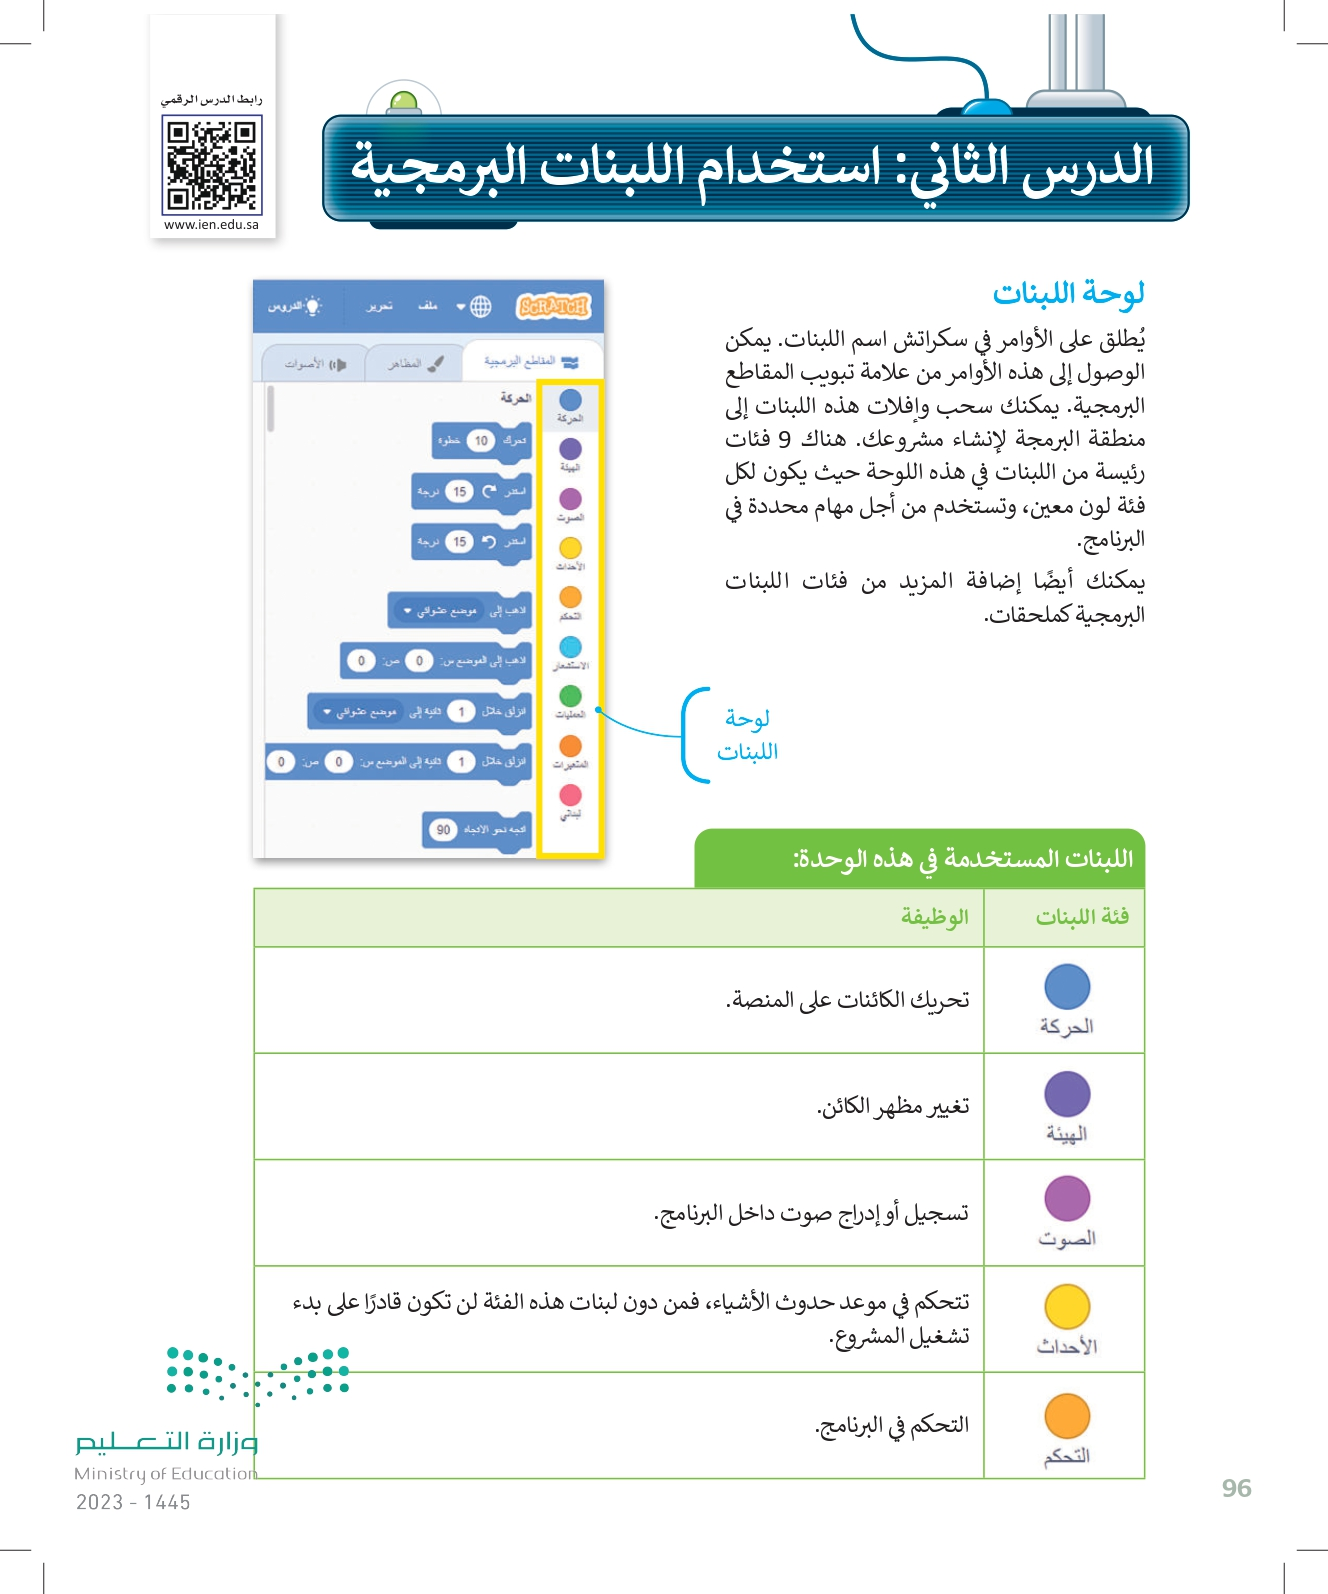 رابط الدرس الرقمي
www.ien.edu.sa
الدرس الثاني: استخدام اللبنات البرمجية
لوحة اللبنات
يُطلق على الأوامر في سكراتش اسم اللبنات. يمكن
الوصول إلى هذه الأوامر من علامة تبويب المقاطع
البرمجية. يمكنك سحب وإفلات هذه اللبنات إلى
منطقة البرمجة لإنشاء مشروعك. هناك 9 فئات
رئيسة من اللبنات في هذه اللوحة حيث يكون لكل
فئة لون معين، وتستخدم من أجل مهام محددة في
البرنامج.
يمكنك أيضًا إضافة المزيد من فئات اللبنات
البرمجية كملحقات.
SCRATCH ملف تحرير الدروس
المقاطع البرمجية المظاهر الأصوات
الحركة
الهيئة
الصوت
الأحداث
التحكم
الاستشعار
العمليات
المتغيرات
لبناتي
الحركة
تحرك 10 خطوة
استدر 15 درجة
استدر 15 درجة
اذهب إلى موضع عشوائي
اذهب إلى الموضع س: 0 ص: 0
انزلق خلال 1 ثانية إلى موضع عشوائي
انزلق خلال 1 ثانية إلى الموضع س: 0 ص: 0
اتجه نحو الاتجاه 90
لوحة
اللبنات
اللبنات المستخدمة في هذه الوحدة:
فئة اللبنات الوظيفة
الحركة
تحريك الكائنات على المنصة.
الهيئة
تغيير مظهر الكائن.
الصوت
تسجيل أو إدراج صوت داخل البرنامج.
الأحداث
تتحكم في موعد حدوث الأشياء، فمن دون لبنات هذه الفئة لن تكون قادرًا على بدء
تشغيل المشروع.
التحكم
التحكم في البرنامج.
وزارة التعليم
Ministry of Education
2023 - 1445
96